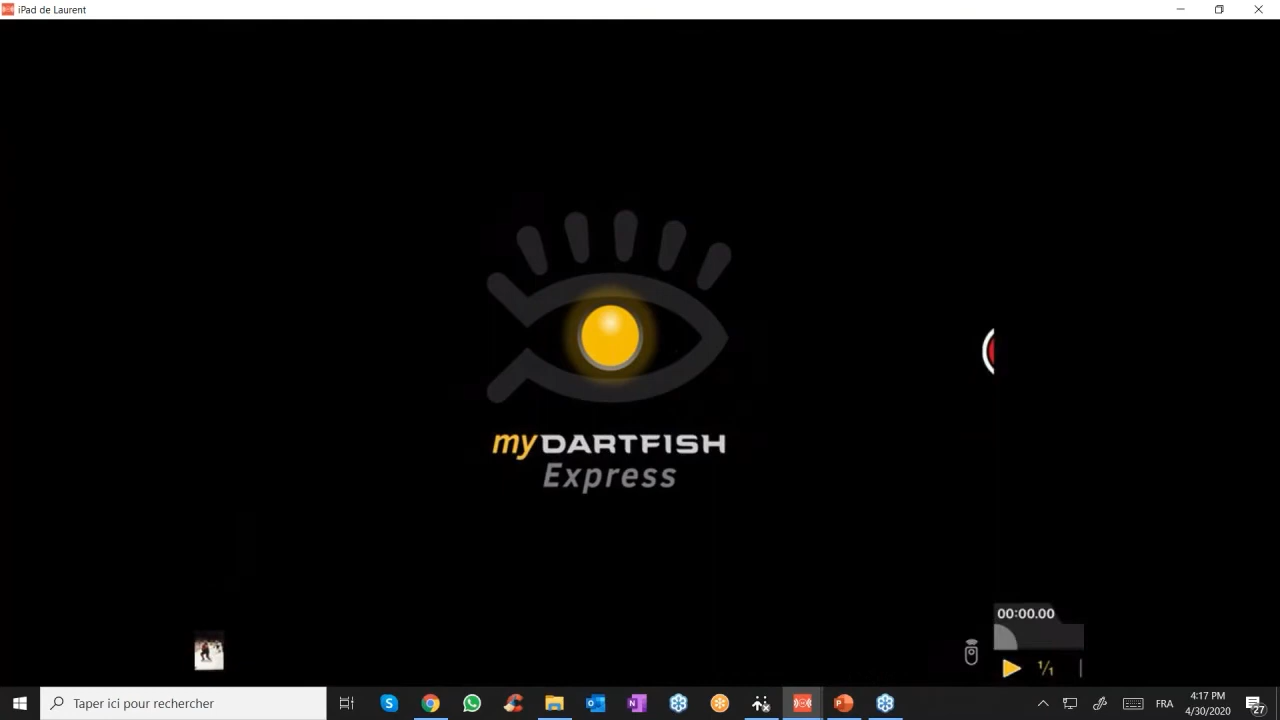 iPad de Laurent
myDARTFISH
Express
00:00.00
1/1
Taper ici pour rechercher
FRA
4:17 PM
4/30/2020
27